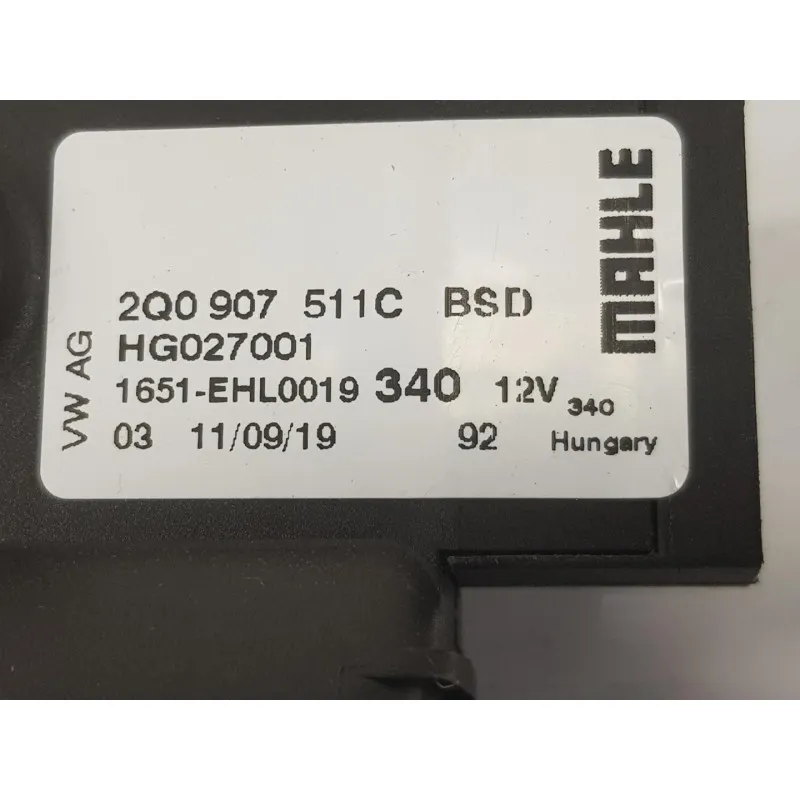 2Q0 907 511C BSD
HG027001
1651-EHL0019 340 12V 340
03 11/09/19 92 Hungary
VW AG
MAHLE